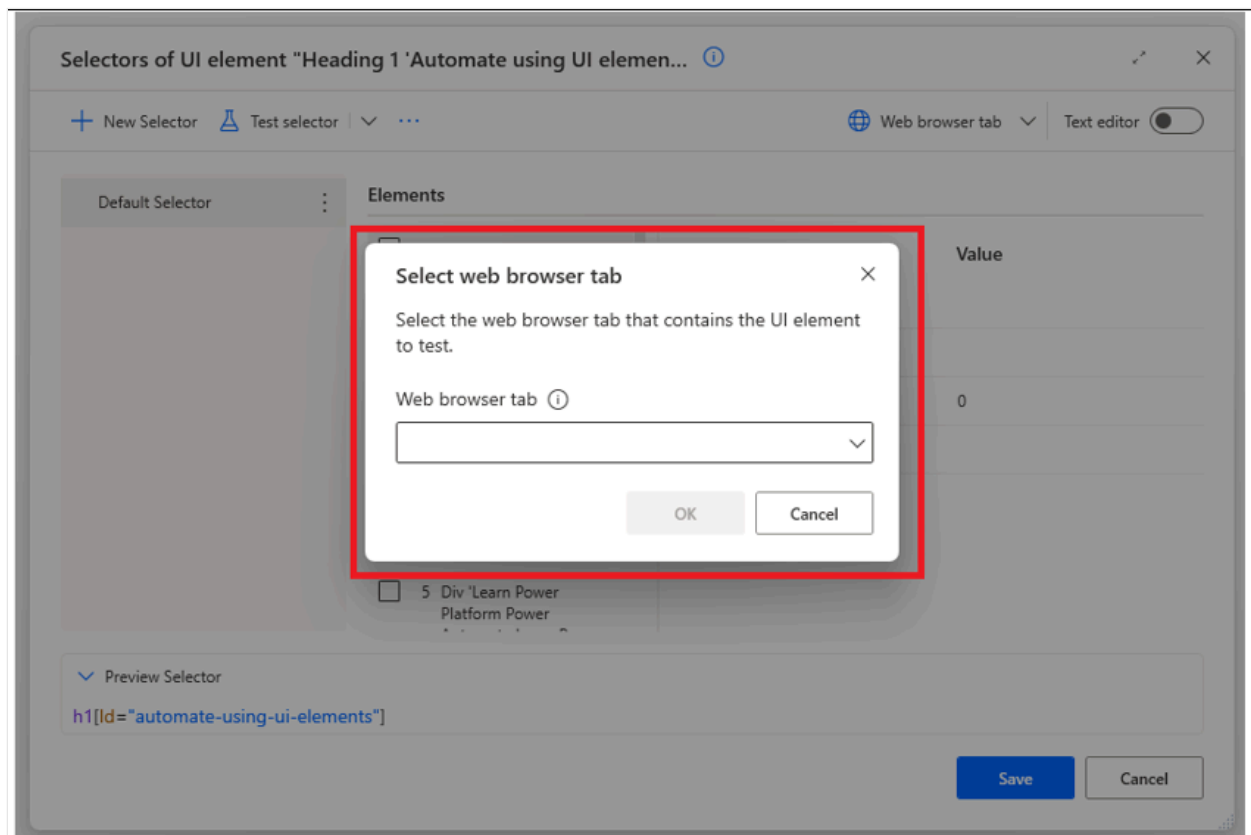 Selectors of UI element "Heading 1 'Automate using UI elemen...
New Selector
Test selector
Web browser tab
Text editor
Default Selector
Elements
Value
Select web browser tab
Select the web browser tab that contains the UI element
to test.
Web browser tab
0
OK
Cancel
5 Div 'Learn Power
Platform Power
Preview Selector
h1[Id="automate-using-ui-elements"]
Save
Cancel